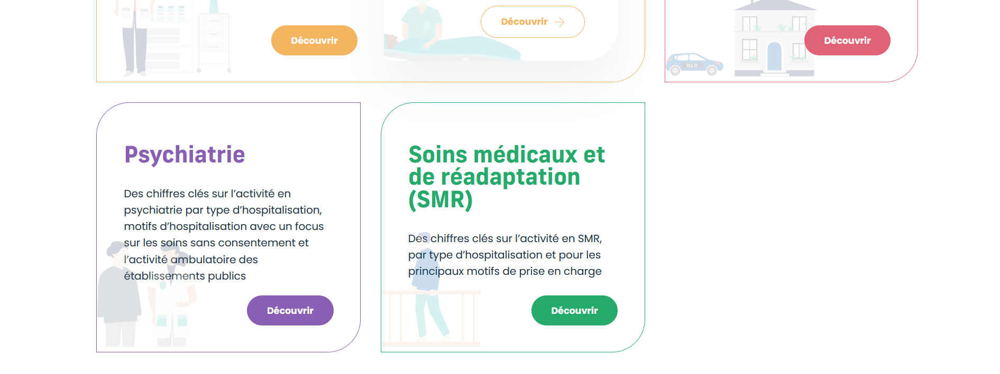 Découvrir
Découvrir
Découvrir
HAD
Psychiatrie
Des chiffres clés sur l’activité en
psychiatrie par type d’hospitalisation,
motifs d’hospitalisation avec un focus
sur les soins sans consentement et
l’activité ambulatoire des
établissements publics
Découvrir
Soins médicaux et
de réadaptation
(SMR)
Des chiffres clés sur l’activité en SMR,
par type d’hospitalisation et pour les
principaux motifs de prise en charge
Découvrir